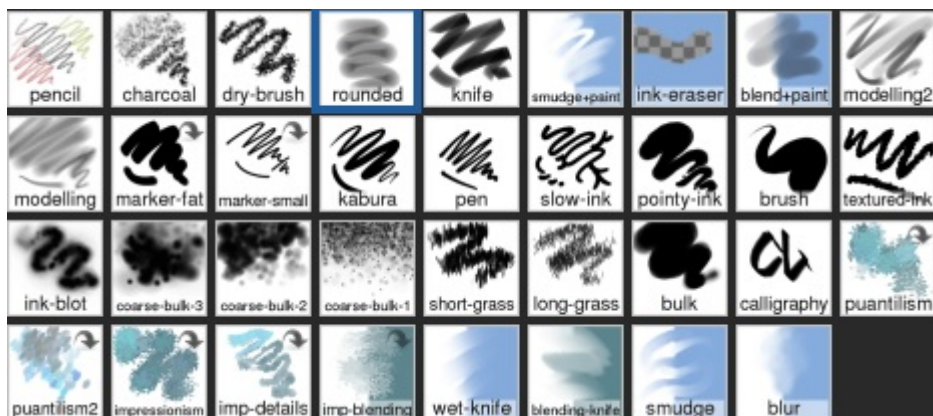 pencil
charcoal
dry-brush
rounded
knife
smudge+paint
ink-eraser
blend+paint
modelling2
modelling
marker-fat
marker-small
kabura
pen
slow-ink
pointy-ink
brush
textured-ink
ink-blot
coarse-bulk-3
coarse-bulk-2
coarse-bulk-1
short-grass
long-grass
bulk
calligraphy
puantilism
puantilism2
impressionism
imp-details
imp-blending
wet-knife
blending-knife
smudge
blur